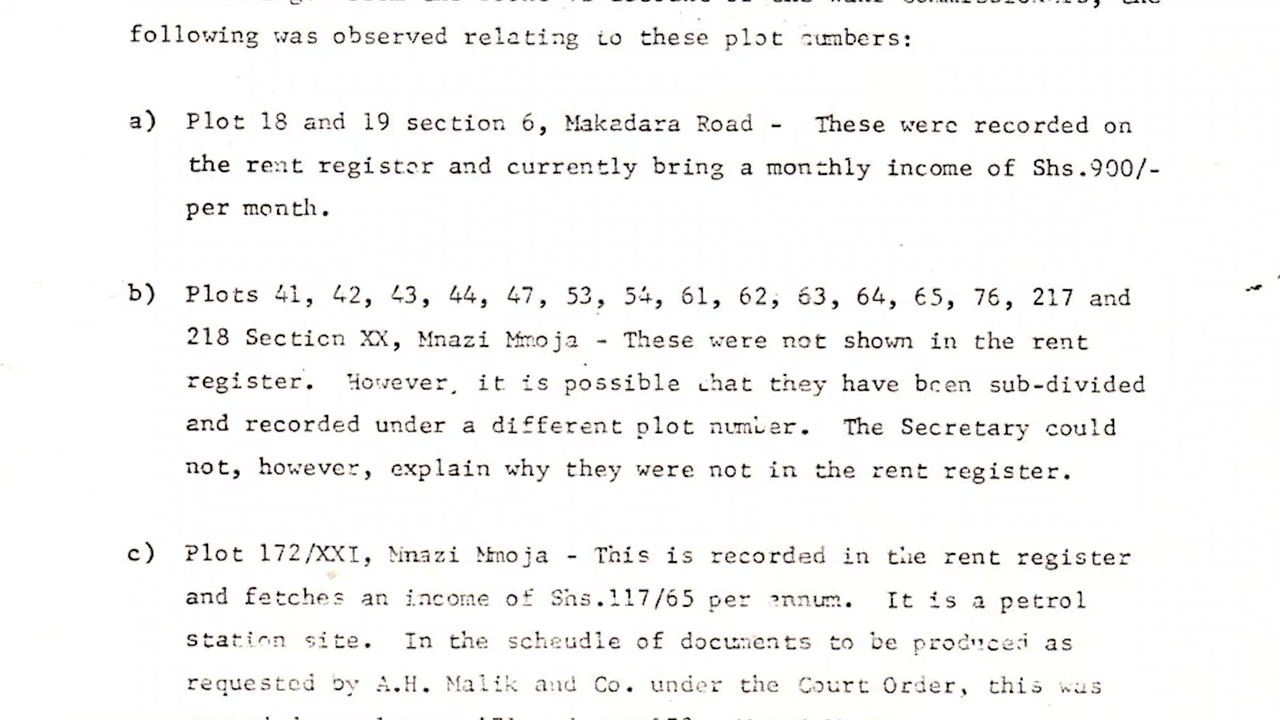 following was observed relating to these plot numbers:
a) Plot 18 and 19 section 6, Makadara Road - These were recorded on
the rent register and currently bring a monthly income of Shs.900/-
per month.
b) Plots 41, 42, 43, 44, 47, 53, 54, 61, 62, 63, 64, 65, 76, 217 and
218 Section XX, Mnazi Mmoja - These were not shown in the rent
register. However, it is possible that they have been sub-divided
and recorded under a different plot number. The Secretary could
not, however, explain why they were not in the rent register.
c) Plot 172/XXI, Mnazi Mmoja - This is recorded in the rent register
and fetches an income of Shs.117/65 per annum. It is a petrol
station site. In the scheudle of documents to be produced as
requested by A.H. Malik and Co. under the Court Order, this was